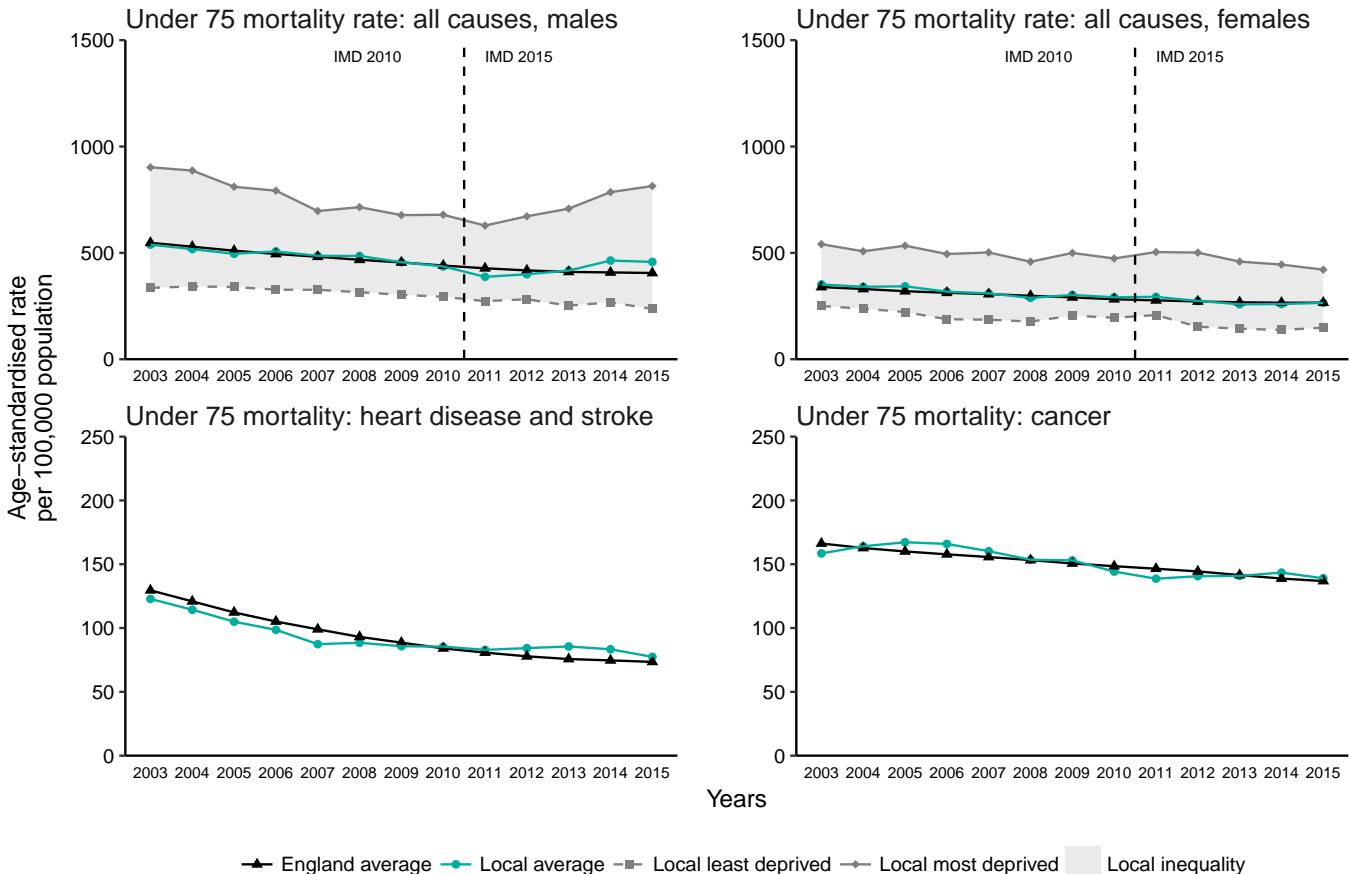 Under 75 mortality rate: all causes, males
1500
1000
500
0
IMD 2010
IMD 2015
2003 2004 2005 2006 2007 2008 2009 2010 2011 2012 2013 2014 2015
Under 75 mortality rate: all causes, females
1500
1000
500
0
IMD 2010
IMD 2015
2003 2004 2005 2006 2007 2008 2009 2010 2011 2012 2013 2014 2015
Age−standardised rate
per 100,000 population
Under 75 mortality: heart disease and stroke
250
200
150
100
50
0
2003 2004 2005 2006 2007 2008 2009 2010 2011 2012 2013 2014 2015
Under 75 mortality: cancer
250
200
150
100
50
0
2003 2004 2005 2006 2007 2008 2009 2010 2011 2012 2013 2014 2015
Years
England average Local average Local least deprived Local most deprived Local inequality